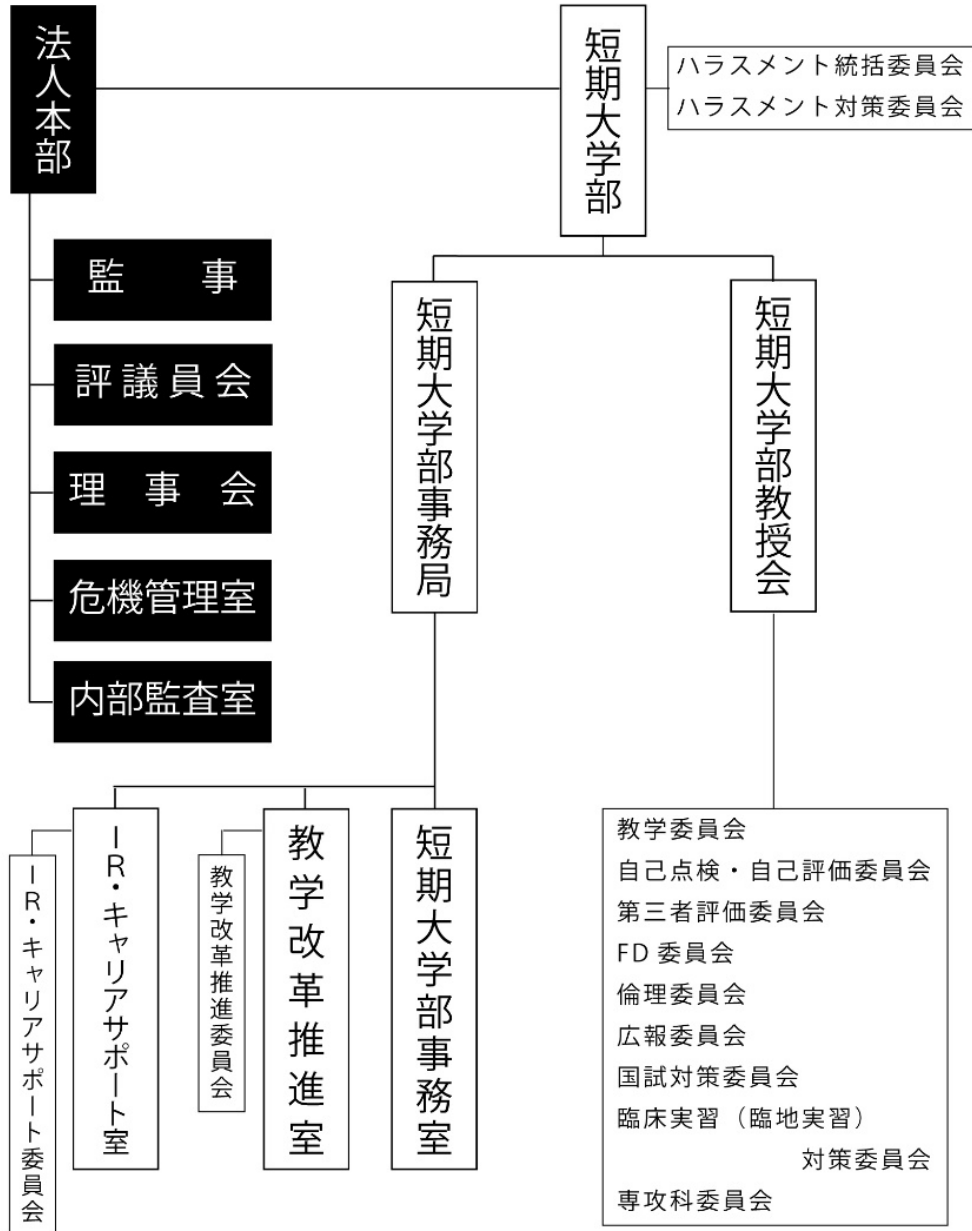 法人本部
短期大学部
ハラスメント統括委員会
ハラスメント対策委員会
監　事
評議員会
理事会
危機管理室
内部監査室
短期大学部事務局
短期大学部教授会
IR・キャリアサポート委員会
IR・キャリアサポート室
教学改革推進委員会
教学改革推進室
短期大学部事務室
教学委員会
自己点検・自己評価委員会
第三者評価委員会
FD 委員会
倫理委員会
広報委員会
国試対策委員会
臨床実習（臨地実習）
対策委員会
専攻科委員会